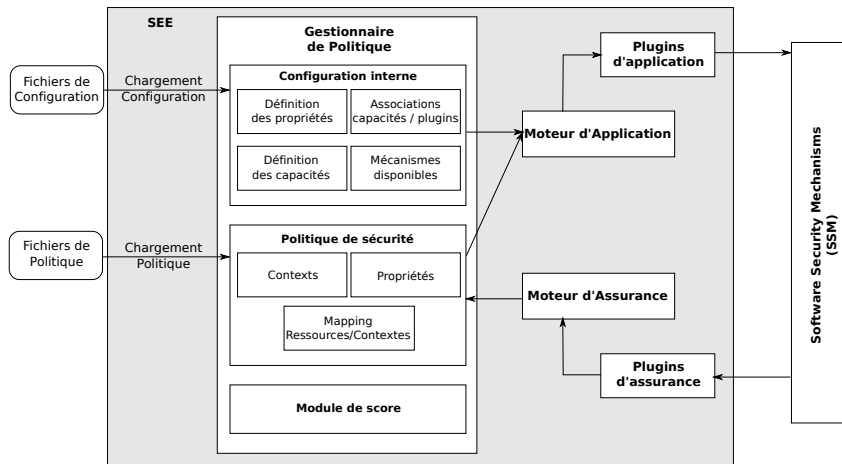 SEE
Gestionnaire
de Politique
Fichiers de
Configuration
Chargement
Configuration
Configuration interne
Définition
des propriétés
Associations
capacités / plugins
Définition
des capacités
Mécanismes
disponibles
Plugins
d'application
Moteur d'Application
Fichiers de
Politique
Chargement
Politique
Politique de sécurité
Contexts
Propriétés
Mapping
Ressources/Contextes
Moteur d'Assurance
Plugins
d'assurance
Module de score
Software Security Mechanisms
(SSM)